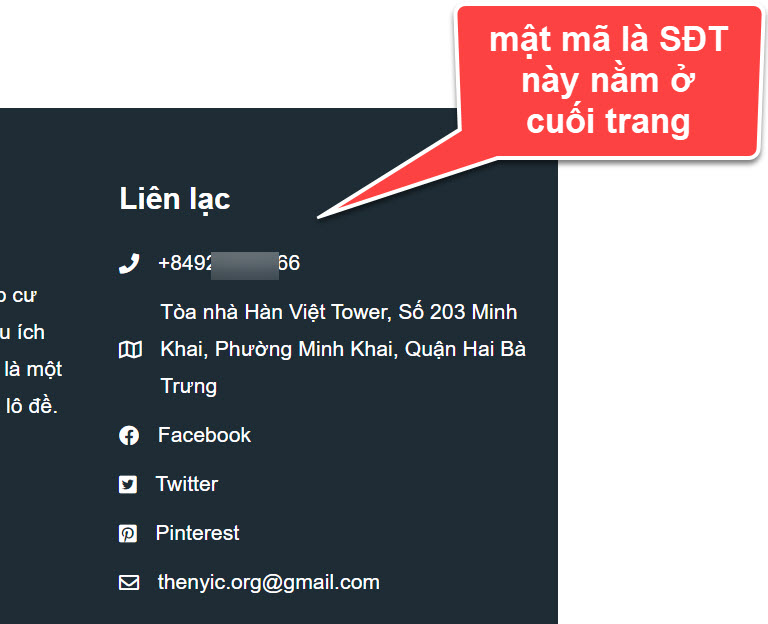 mật mã là SĐT
này nằm ở
cuối trang
Liên lạc
+8492 66
Tòa nhà Hàn Việt Tower, Số 203 Minh
Khai, Phường Minh Khai, Quận Hai Bà
Trưng
Facebook
Twitter
Pinterest
thenyic.org@gmail.com
cư
ích
là một
lô đề.